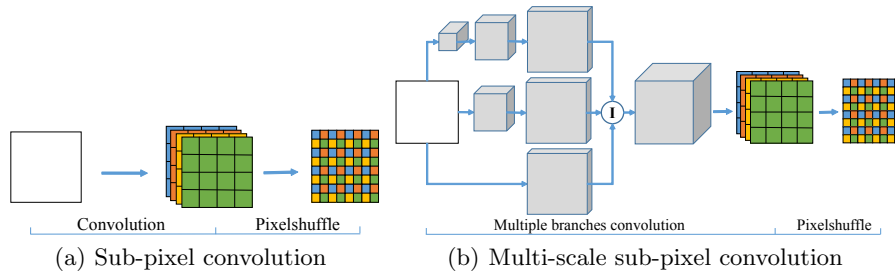 I
Convolution Pixelshuffle
Multiple branches convolution Pixelshuffle
(a) Sub-pixel convolution
(b) Multi-scale sub-pixel convolution